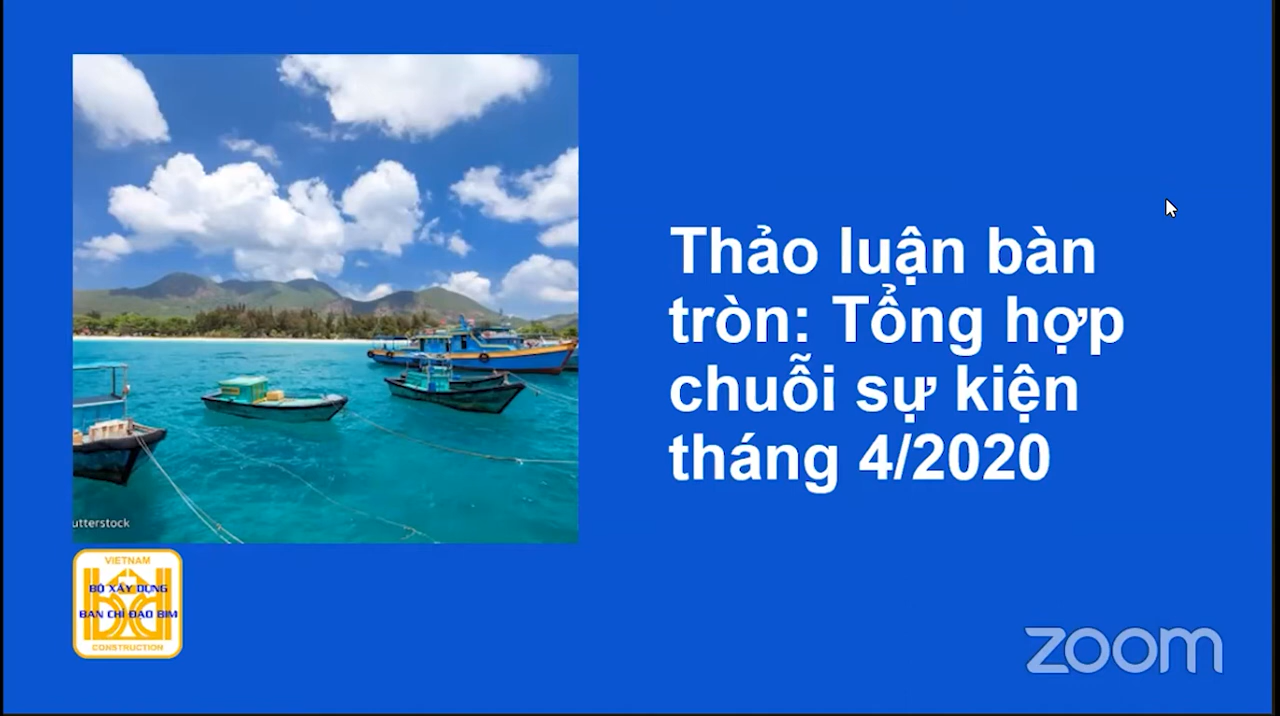 Thảo luận bàn
tròn: Tổng hợp
chuỗi sự kiện
tháng 4/2020
utterstock
VIETNAM
BỘ XÂY DỰNG
BAN CHỈ ĐẠO BIM
CONSTRUCTION
zoom